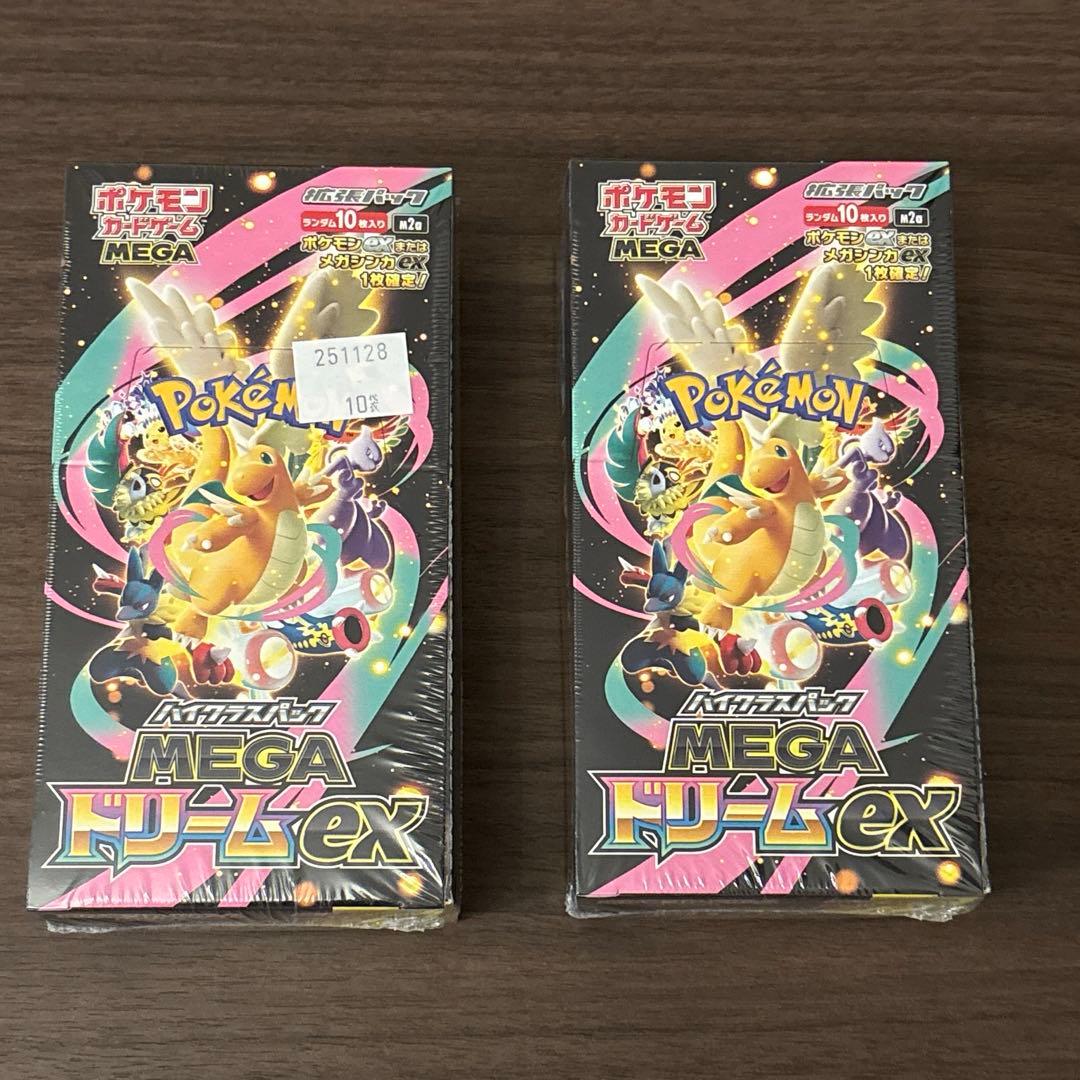 ポケモン
カードゲーム
MEGA
拡張パック
ランダム10枚入り M2a
ポケモンexまたは
メガシンカex
1枚確定!
251128
10袋
POKÉM
ハイクラスパック
MEGA
ドリームex
ポケモン
カードゲーム
MEGA
拡張パック
ランダム10枚入り M2a
ポケモンexまたは
メガシンカex
1枚確定!
POKÉMON
ハイクラスパック
MEGA
ドリームex